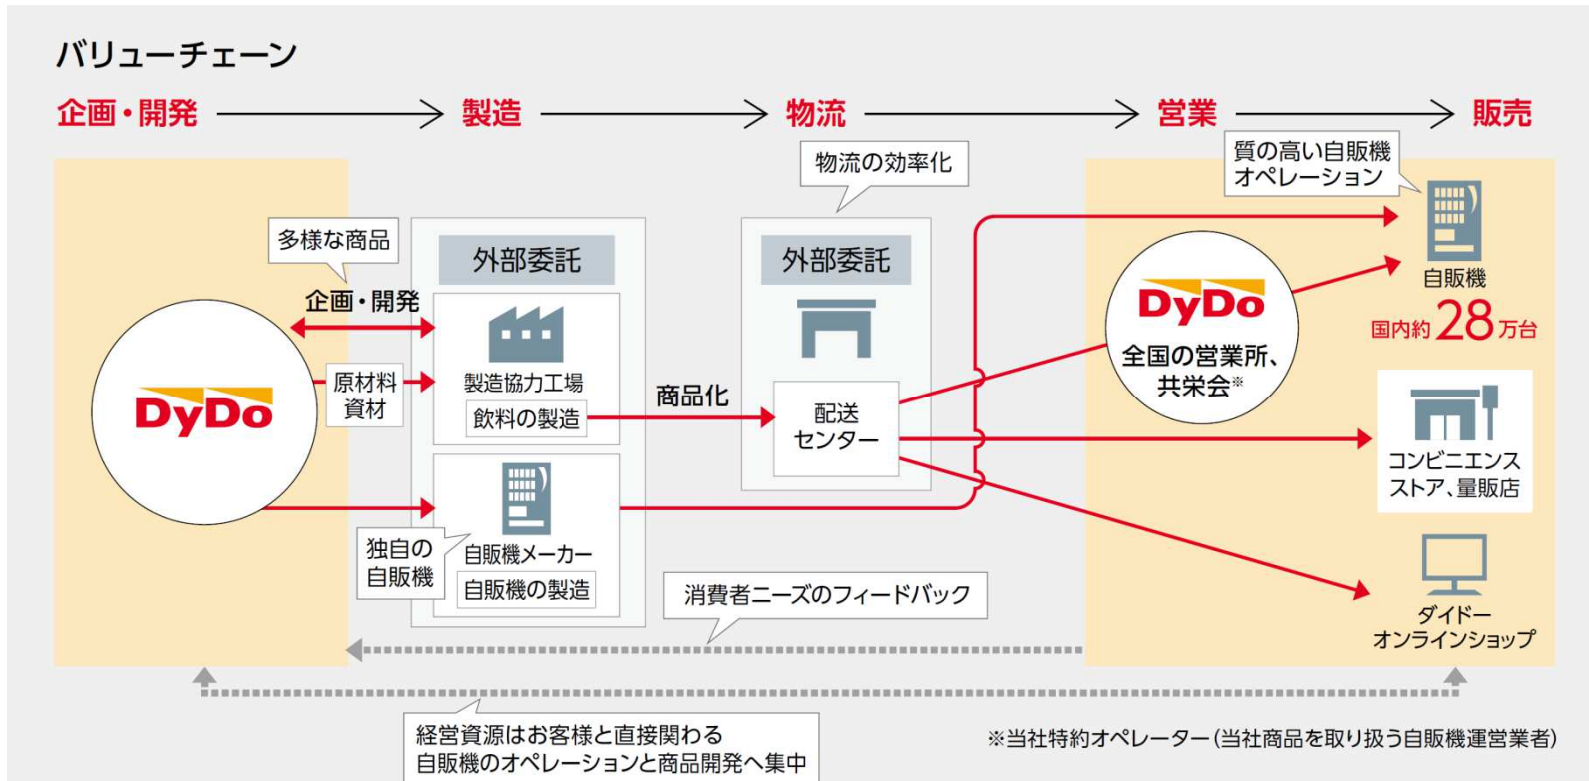 バリューチェーン
企画・開発
製造
物流
営業
販売
物流の効率化
質の高い自販機
オペレーション
多様な商品
外部委託
外部委託
企画・開発
DyDo
原材料
資材
製造協力工場
飲料の製造
商品化
配送
センター
DyDo
全国の営業所、
共栄会※
自販機
国内約28万台
コンビニエンス
ストア、量販店
独自の
自販機
自販機メーカー
自販機の製造
消費者ニーズのフィードバック
ダイドー
オンラインショップ
経営資源はお客様と直接関わる
自販機のオペレーションと商品開発へ集中
※当社特約オペレーター(当社商品を取り扱う自販機運営業者)